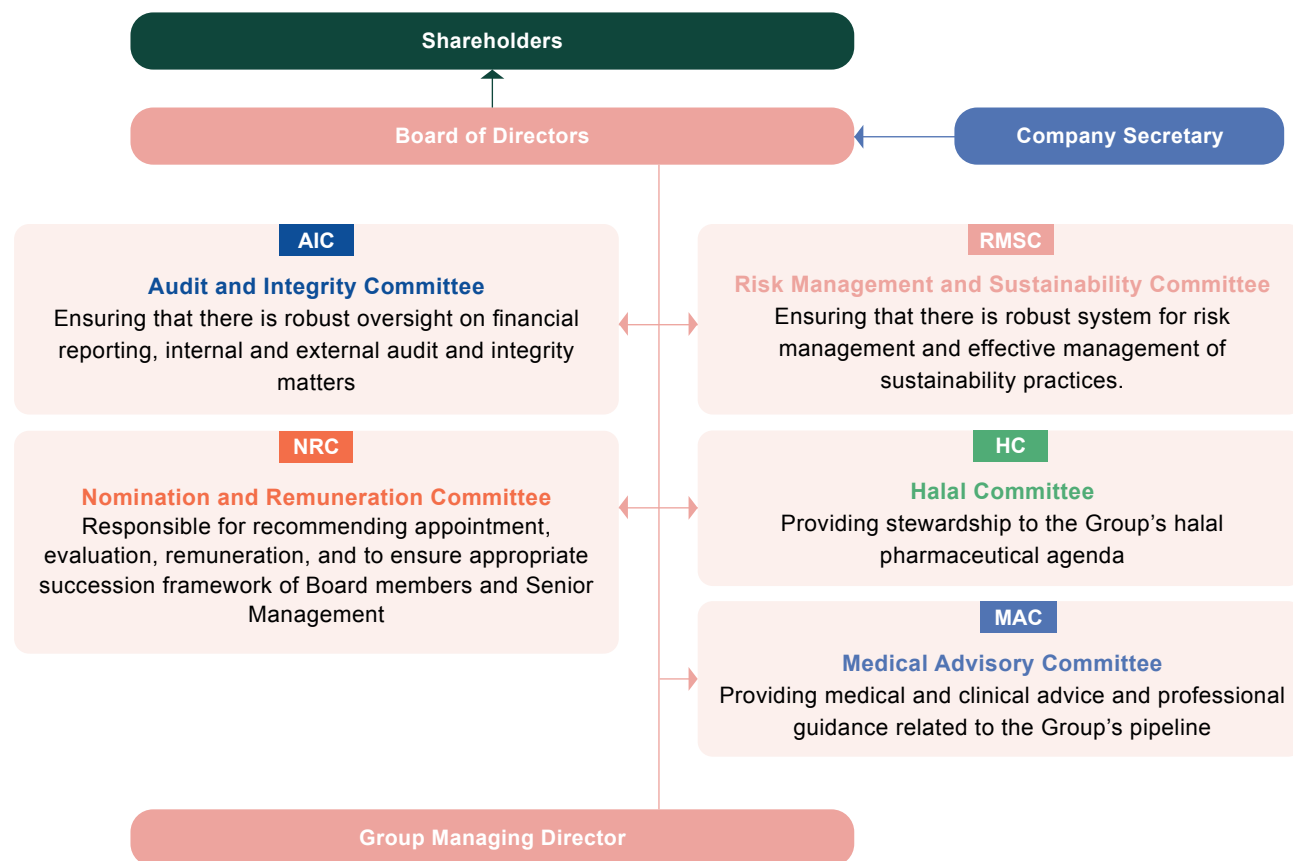 Shareholders
Board of Directors
Company Secretary
AIC
Audit and Integrity Committee
Ensuring that there is robust oversight on financial
reporting, internal and external audit and integrity
matters
RMSC
Risk Management and Sustainability Committee
Ensuring that there is robust system for risk
management and effective management of
sustainability practices.
NRC
Nomination and Remuneration Committee
Responsible for recommending appointment,
evaluation, remuneration, and to ensure appropriate
succession framework of Board members and Senior
Management
HC
Halal Committee
Providing stewardship to the Group’s halal
pharmaceutical agenda
MAC
Medical Advisory Committee
Providing medical and clinical advice and professional
guidance related to the Group’s pipeline
Group Managing Director